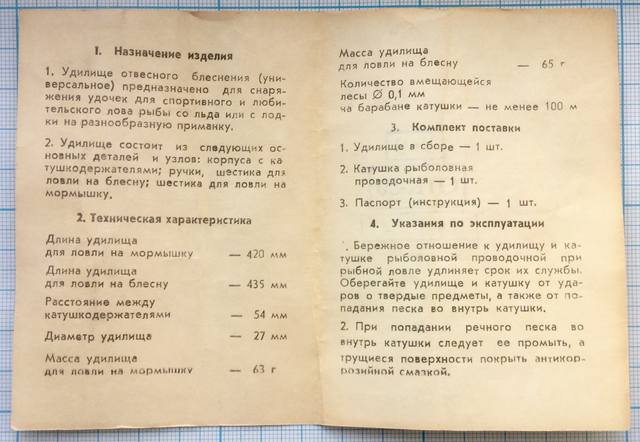 1. Назначение изделия
1. Удилище отвесного блеснения (уни-
версальное) предназначено для снаря-
жения удочек для спортивного и люби-
тельского лова рыбы со льда или с лод-
ки на разнообразную приманку.
2. Удилище состоит из следующих ос-
новных деталей и узлов: корпуса с ка
тушкодержателями; ручки, шестика для
ловли на блесну; шестика для ловли на
мормышку.
2. Техническая характеристика
Длина удилища
для ловли на мормышку — 420 мм
Длина удилища
для ловли на блесну — 435 мм
Расстояние между
катушкодержателями — 54 мм
Диаметр удилища — 27 мм
Масса удилища
для ловли на мормышку — 63 г
Масса удилища
для ловли на блесну — 65 г
Количество вмещающейся
лесы Ø 0,1 мм
на барабане катушки — не менее 100 м
3. Комплект поставки
1. Удилище в сборе — 1 шт.
2. Катушка рыболовная
проводочная — 1 шт.
3. Паспорт (инструкция) — 1 шт.
4. Указания по эксплуатации
. Бережное отношение к удилищу и ка-
тушке рыболовной проводочной при
рыбной ловле удлиняет срок их службы.
Оберегайте удилище и катушку от уда-
ров о твердые предметы, а также от по-
падания песка во внутрь катушки.
2. При попадании речного песка во
внутрь катушки следует ее промыть, а
трущиеся поверхности покрыть антикор-
розийной смазкой.